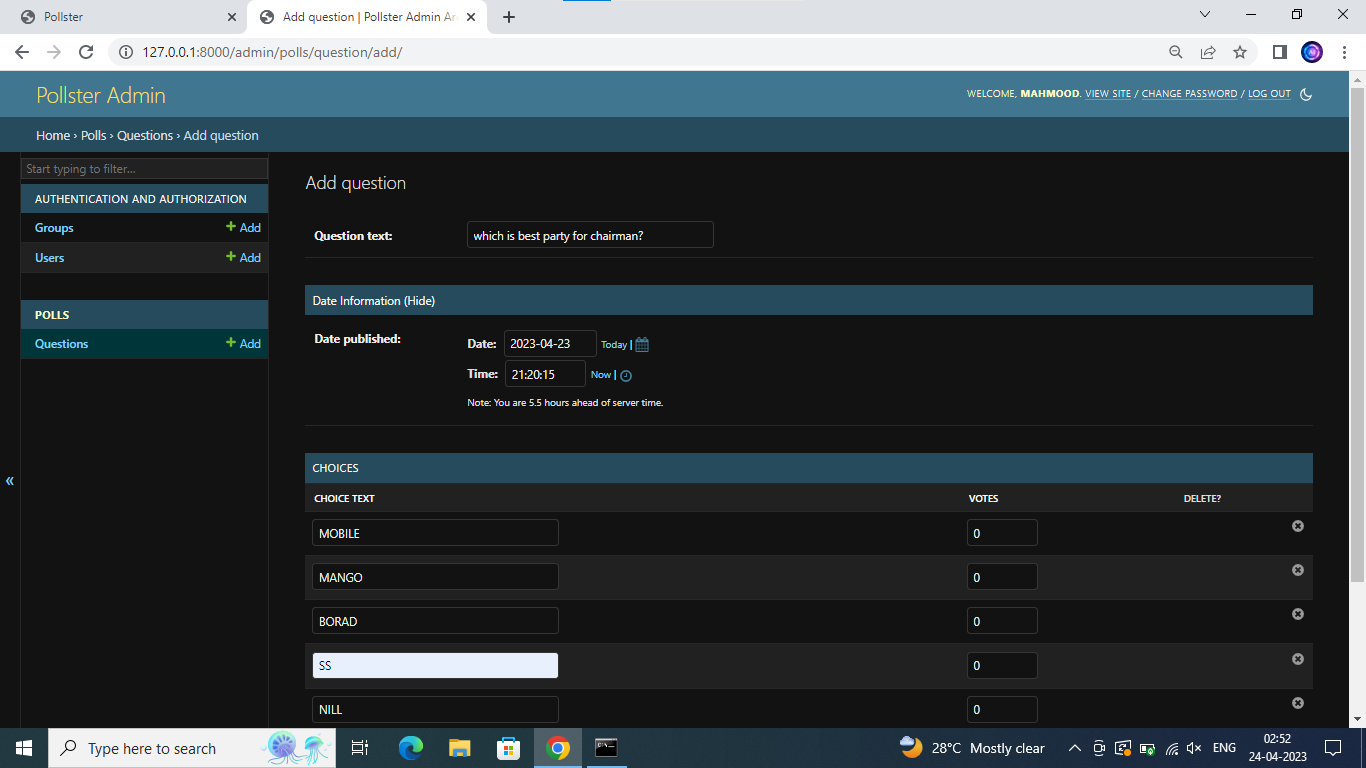 Pollster
Add question | Pollster Admin Ar
127.0.0.1:8000/admin/polls/question/add/
Pollster Admin
WELCOME, MAHMOOD. VIEW SITE / CHANGE PASSWORD / LOG OUT
Home › Polls › Questions › Add question
Start typing to filter...
AUTHENTICATION AND AUTHORIZATION
Groups + Add
Users + Add
POLLS
Questions + Add
«
Add question
Question text: which is best party for chairman?
Date Information (Hide)
Date published:
Date: 2023-04-23 Today |
Time: 21:20:15 Now |
Note: You are 5.5 hours ahead of server time.
CHOICES
CHOICE TEXT VOTES DELETE?
MOBILE 0
MANGO 0
BORAD 0
SS 0
NILL 0
Type here to search
28°C Mostly clear
ENG
02:52
24-04-2023